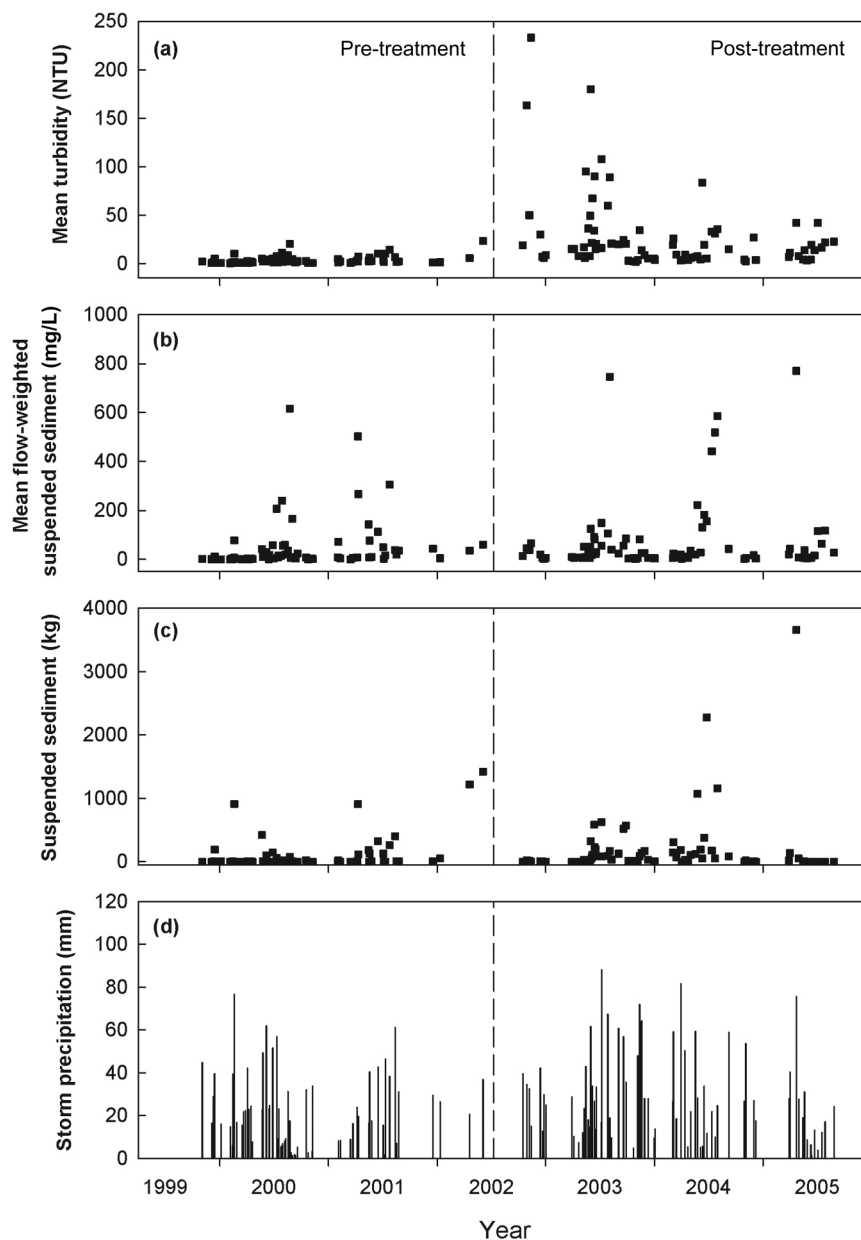 (a)
Pre-treatment
Post-treatment
Mean turbidity (NTU)
250
200
150
100
50
0
(b)
Mean flow-weighted
suspended sediment (mg/L)
1000
800
600
400
200
0
(c)
Suspended sediment (kg)
4000
3000
2000
1000
0
(d)
Storm precipitation (mm)
120
100
80
60
40
20
0
1999 2000 2001 2002 2003 2004 2005
Year